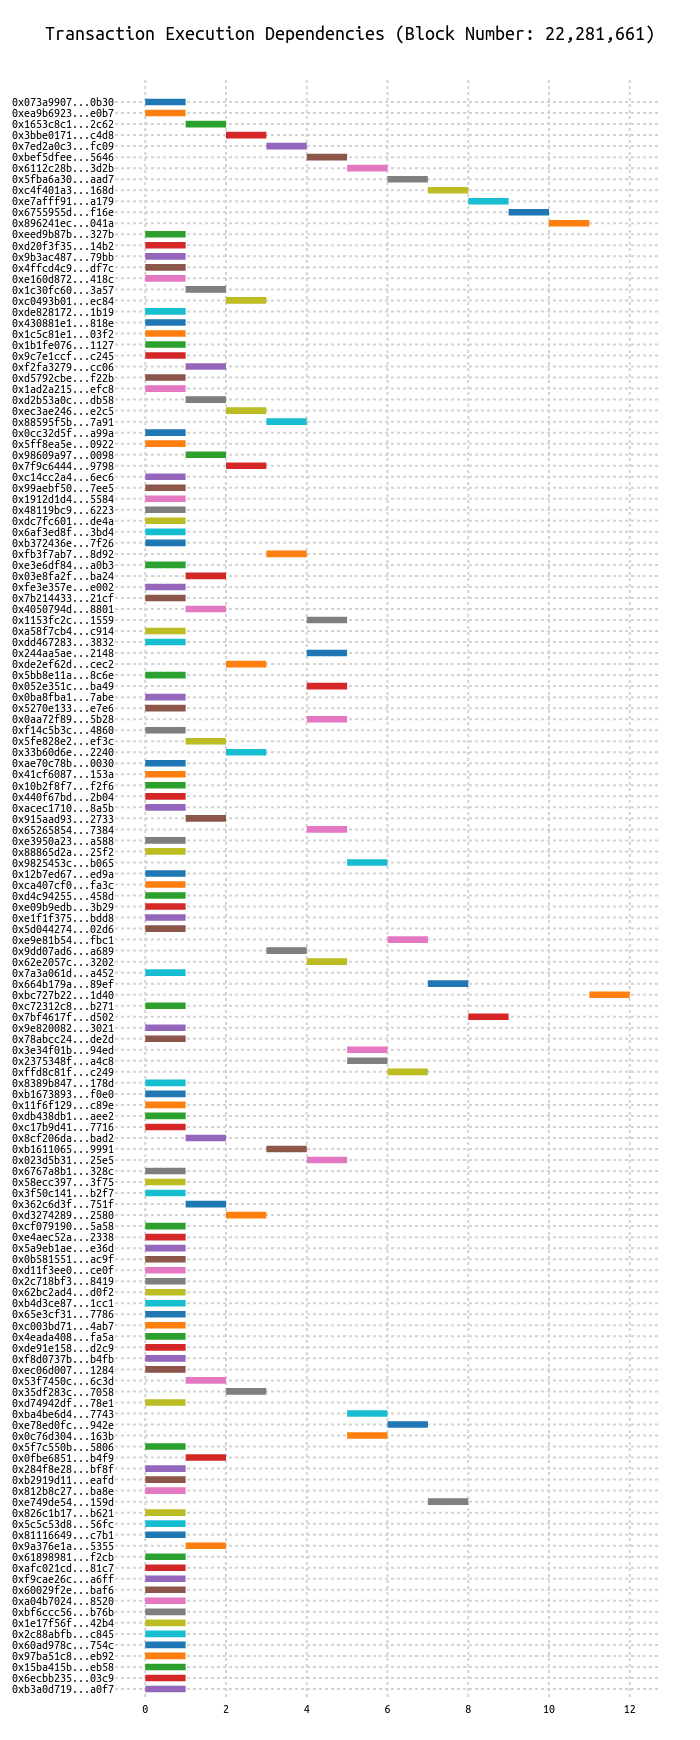 Transaction Execution Dependencies (Block Number: 22,281,661)
0x073a9907...0b30
0xea9b6923...e0b7
0x1653c8c1...2c62
0x3bbe0171...c4d8
0x7ed2a0c3...fc09
0xbef5dfee...5646
0x6112c28b...3d2b
0x5fba6a30...aad7
0xc4f401a3...168d
0xe7afff91...a179
0x6755955d...f16e
0x896241ec...041a
0xeed9b87b...327b
0xd20f3f35...14b2
0x9b3ac487...79bb
0x4ffcd4c9...df7c
0xe160d872...418c
0x1c30fc60...3a57
0xc0493b01...ec84
0xde828172...1b19
0x430881e1...818e
0x1c5c81e1...03f2
0x1b1fe076...1127
0x9c7e1ccf...c245
0xf2fa3279...cc06
0xd5792cbe...f22b
0x1ad2a215...efc8
0xd2b53a0c...db58
0xec3ae246...e2c5
0x88595f5b...7a91
0x0cc32d5f...a99a
0x5ff8ea5e...0922
0x98609a97...0098
0x7f9c6444...9798
0xc14cc2a4...6ec6
0x99aebf50...7ee5
0x1912d1d4...5584
0x48119bc9...6223
0xdc7fc601...de4a
0x6af3ed8f...3bd4
0xb372436e...7f26
0xfb3f7ab7...8d92
0xe3e6df84...a0b3
0x03e8fa2f...ba24
0xfe3e357e...e002
0x7b214433...21cf
0x4050794d...8801
0x1153fc2c...1559
0xa58f7cb4...c914
0xdd467283...3832
0x244aa5ae...2148
0xde2ef62d...cec2
0x5bb8e11a...8c6e
0x052e351c...ba49
0x0ba8fba1...7abe
0x5270e133...e7e6
0x0aa72f89...5b28
0xf14c5b3c...4860
0x5fe828e2...ef3c
0x33b60d6e...2240
0xae70c78b...0030
0x41cf6087...153a
0x10b2f8f7...f2f6
0x440f67bd...2b04
0xacec1710...8a5b
0x915aad93...2733
0x65265854...7384
0xe3950a23...a588
0x88865d2a...25f2
0x9825453c...b065
0x12b7ed67...ed9a
0xca407cf0...fa3c
0xd4c94255...458d
0xe09b9edb...3b29
0xe1f1f375...bdd8
0x5d044274...02d6
0xe9e81b54...fbc1
0x9dd07ad6...a689
0x62e2057c...3202
0x7a3a061d...a452
0x664b179a...89ef
0xbc727b22...1d40
0xc72312c8...b271
0x7bf4617f...d502
0x9e820082...3021
0x78abcc24...de2d
0x3e34f01b...94ed
0x2375348f...a4c8
0xffd8c81f...c249
0x8389b847...178d
0xb1673893...f0e0
0x11f6f129...c89e
0xdb438db1...aee2
0xc17b9d41...7716
0x8cf206da...bad2
0xb1611065...9991
0x023d5b31...25e5
0x6767a8b1...328c
0x58ecc397...3f75
0x3f50c141...b2f7
0x362c6d3f...751f
0xd3274289...2580
0xcf079190...5a58
0xe4aec52a...2338
0x5a9eb1ae...e36d
0x0b581551...ac9f
0xd11f3ee0...ce0f
0x2c718bf3...8419
0x62bc2ad4...d0f2
0xb4d3ce87...1cc1
0x65e3cf31...7786
0xc003bd71...4ab7
0x4eada408...fa5a
0xde91e158...d2c9
0xf8d0737b...b4fb
0xec06d007...1284
0x53f7450c...6c3d
0x35df283c...7058
0xd74942df...78e1
0xba4be6d4...7743
0xe78ed0fc...942e
0x0c76d304...163b
0x5f7c550b...5806
0x0fbe6851...b4f9
0x284f8e28...bf8f
0xb2919d11...eafd
0x812b8c27...ba8e
0xe749de54...159d
0x826c1b17...b621
0x5c5c53d8...56fc
0x81116649...c7b1
0x9a376e1a...5355
0x61898981...f2cb
0xafc021cd...81c7
0xf9cae26c...a6ff
0x60029f2e...baf6
0xa04b7024...8520
0xbf6ccc56...b76b
0x1e17f56f...42b4
0x2c88abfb...c845
0x60ad978c...754c
0x97ba51c8...eb92
0x15ba415b...eb58
0x6ecbb235...03c9
0xb3a0d719...a0f7
0 2 4 6 8 10 12